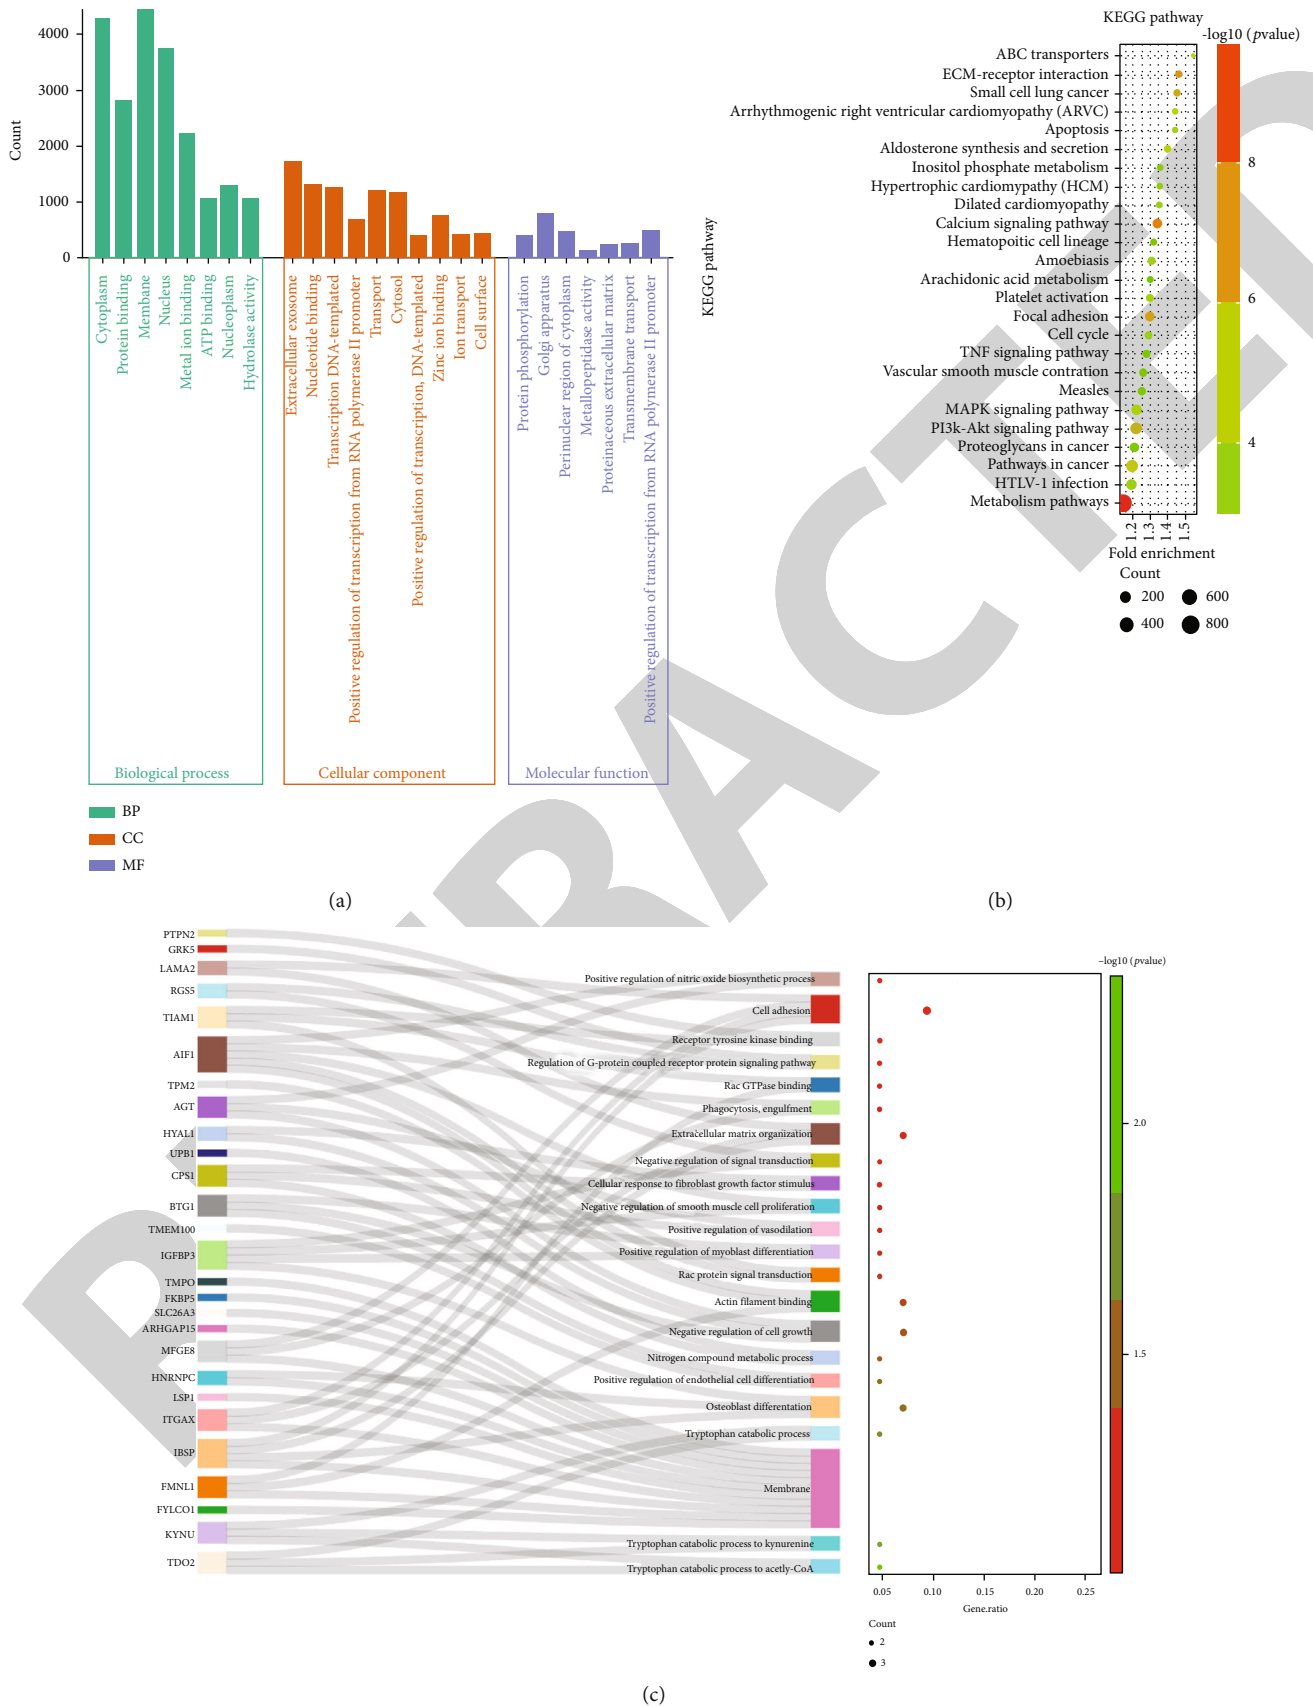 4000
3000
2000
1000
0
Count
Cytoplasm
Protein binding
Membane
Nucleus
Metal ion binding
ATP binding
Nucleoplasm
Hydrolase activity
Extracellular exosome
Nucleotide binding
Transcription DNA-templated
Positive regulation of transcription from RNA polymerase II promoter
Transport
Cytosol
Positive regulation of transcription, DNA-templated
Zinc ion binding
Ion transport
Cell surface
Protein phosphorylation
Golgi apparatus
Perinuclear region of cytoplasm
Metallopeptidase activity
Proteinaceous extracellular matrix
Transmembrane transport
Positive regulation of transcription from RNA polymerase II promoter
Biological process
Cellular component
Molecular function
BP
CC
MF
(a)
KEGG pathway
-log10 (pvalue)
KEGG pathway
ABC transporters
ECM-receptor interaction
Small cell lung cancer
Arrhythmogenic right ventricular cardiomyopathy (ARVC)
Apoptosis
Aldosterone synthesis and secretion
Inositol phosphate metabolism
Hypertrophic cardiomypathy (HCM)
Dilated cardiomyopathy
Calcium signaling pathway
Hematopoitic cell lineage
Amoebiasis
Arachidonic acid metabolism
Platelet activation
Focal adhesion
Cell cycle
TNF signaling pathway
Vascular smooth muscle contration
Measles
MAPK signaling pathway
PI3k-Akt signaling pathway
Proteoglycans in cancer
Pathways in cancer
HTLV-1 infection
Metabolism pathways
8
6
4
1.2
1.3
1.4
1.5
Fold enrichment
Count
200
600
400
800
(b)
PTPN2
GRK5
LAMA2
RGS5
TIAM1
AIF1
TPM2
AGT
HYAL1
UPB1
CPS1
BTG1
TMEM100
IGFBP3
TMPO
FKBP5
SLC26A3
ARHGAP15
MFGE8
HNRNPC
LSP1
ITGAX
IBSP
FMNL1
FYLCO1
KYNU
TDO2
Positive regulation of nitric oxide biosynthetic process
Cell adhesion
Receptor tyrosine kinase binding
Regulation of G-protein coupled receptor protein signaling pathway
Rac GTPase binding
Phagocytosis, engulfment
Extracellular matrix organization
Negative regulation of signal transduction
Cellular response to fibroblast growth factor stimulus
Negative regulation of smooth muscle cell proliferation
Positive regulation of vasodilation
Positive regulation of myoblast differentiation
Rac protein signal transduction
Actin filament binding
Negative regulation of cell growth
Nitrogen compound metabolic process
Positive regulation of endothelial cell differentiation
Osteoblast differentation
Tryptophan catabolic process
Membrane
Tryptophan catabolic process to kynurenine
Tryptophan catabolic process to acetly-CoA
-log10 (pvalue)
2.0
1.5
0.05
0.10
0.15
0.20
0.25
Gene.ratio
Count
2
3
(c)
RETRACTED